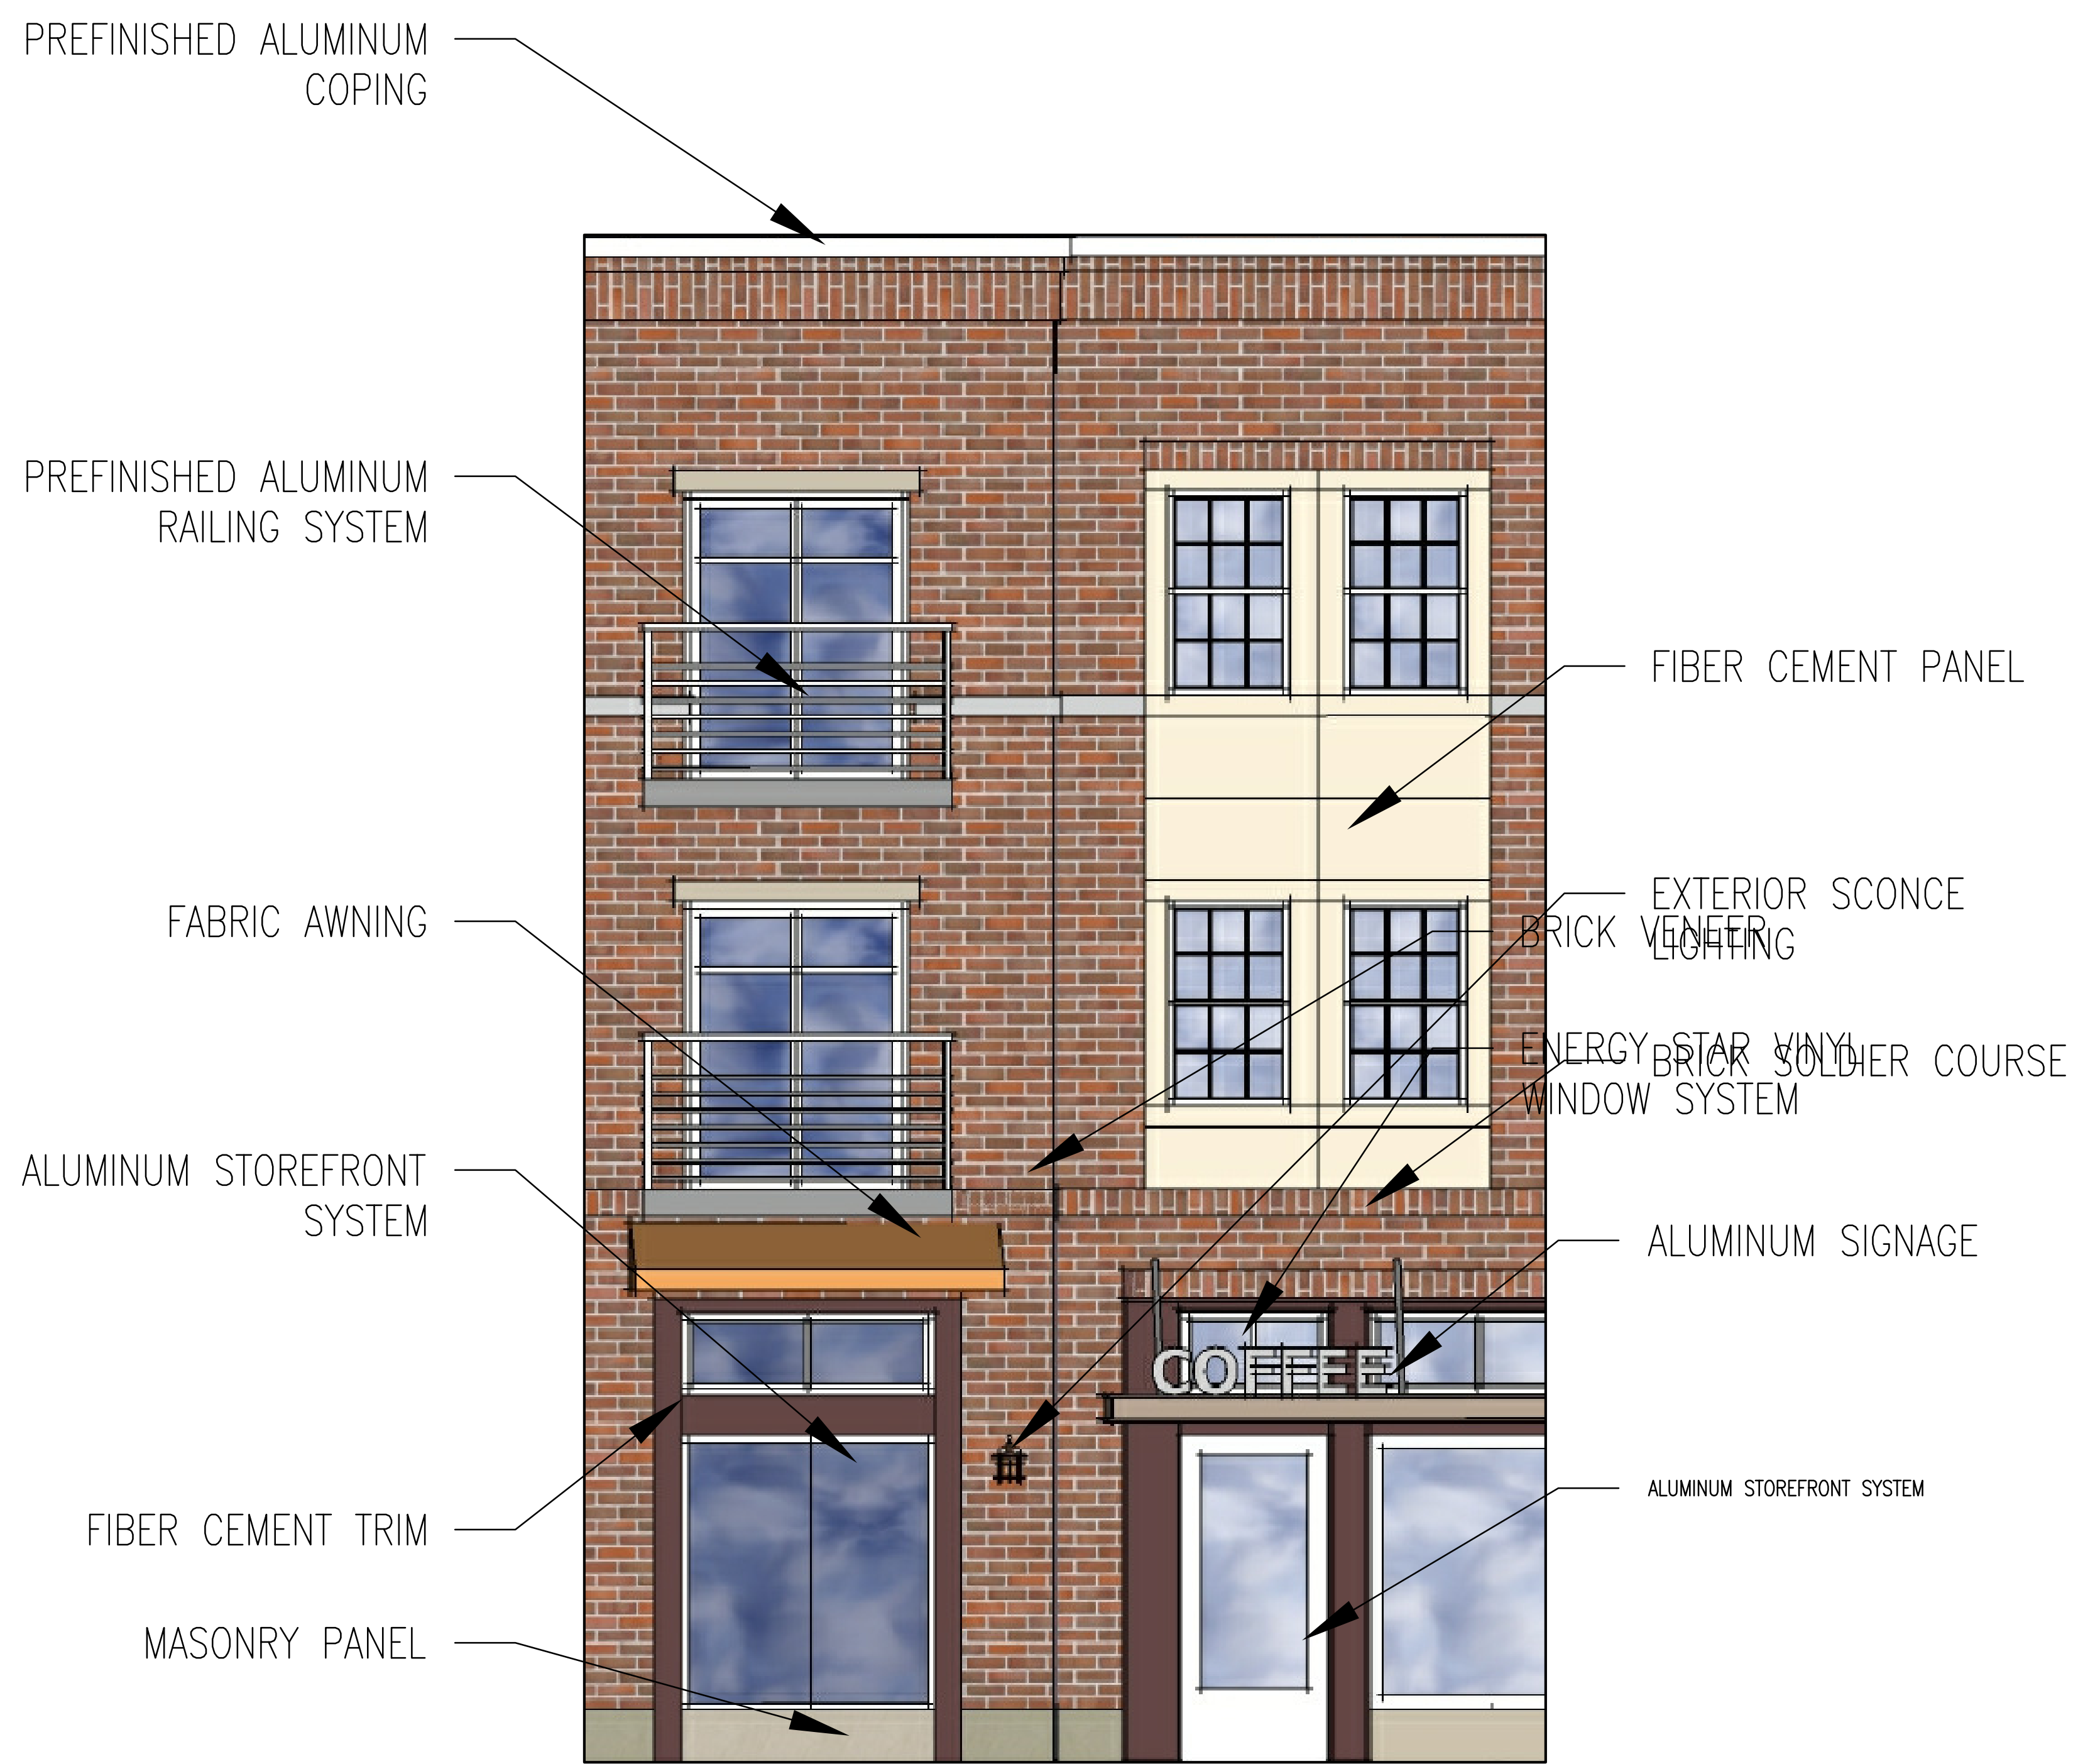 PREFINISHED ALUMINUM
COPING
PREFINISHED ALUMINUM
RAILING SYSTEM
FABRIC AWNING
ALUMINUM STOREFRONT
SYSTEM
FIBER CEMENT TRIM
MASONRY PANEL
FIBER CEMENT PANEL
EXTERIOR SCONCE
LIGHTING
BRICK VENEER
ENERGY STAR VINYL
WINDOW SYSTEM
BRICK SOLDIER COURSE
ALUMINUM SIGNAGE
COFFEE
ALUMINUM STOREFRONT SYSTEM